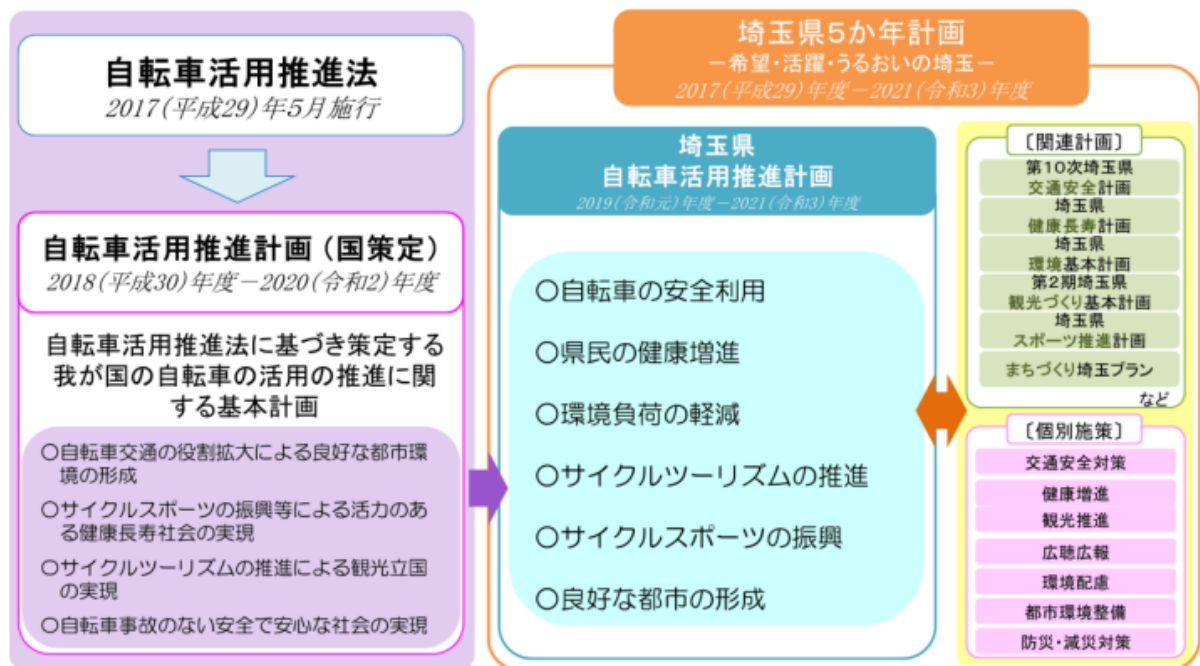 自転車活用推進法
2017(平成29)年5月施行
自転車活用推進計画（国策定）
2018(平成30)年度－2020(令和2)年度
自転車活用推進法に基づき策定する
我が国の自転車の活用の推進に関
する基本計画
○自転車交通の役割拡大による良好な都市環
境の形成
○サイクルスポーツの振興等による活力のあ
る健康長寿社会の実現
○サイクルツーリズムの推進による観光立国
の実現
○自転車事故のない安全で安心な社会の実現
埼玉県５か年計画
－希望・活躍・うるおいの埼玉－
2017(平成29)年度－2021(令和3)年度
埼玉県
自転車活用推進計画
2019(令和元)年度－2021(令和3)年度
○自転車の安全利用
○県民の健康増進
○環境負荷の軽減
○サイクルツーリズムの推進
○サイクルスポーツの振興
○良好な都市の形成
〔関連計画〕
第10次埼玉県
交通安全計画
埼玉県
健康長寿計画
埼玉県
環境基本計画
第2期埼玉県
観光づくり基本計画
埼玉県
スポーツ推進計画
まちづくり埼玉プラン
など
〔個別施策〕
交通安全対策
健康増進
観光推進
広聴広報
環境配慮
都市環境整備
防災・減災対策